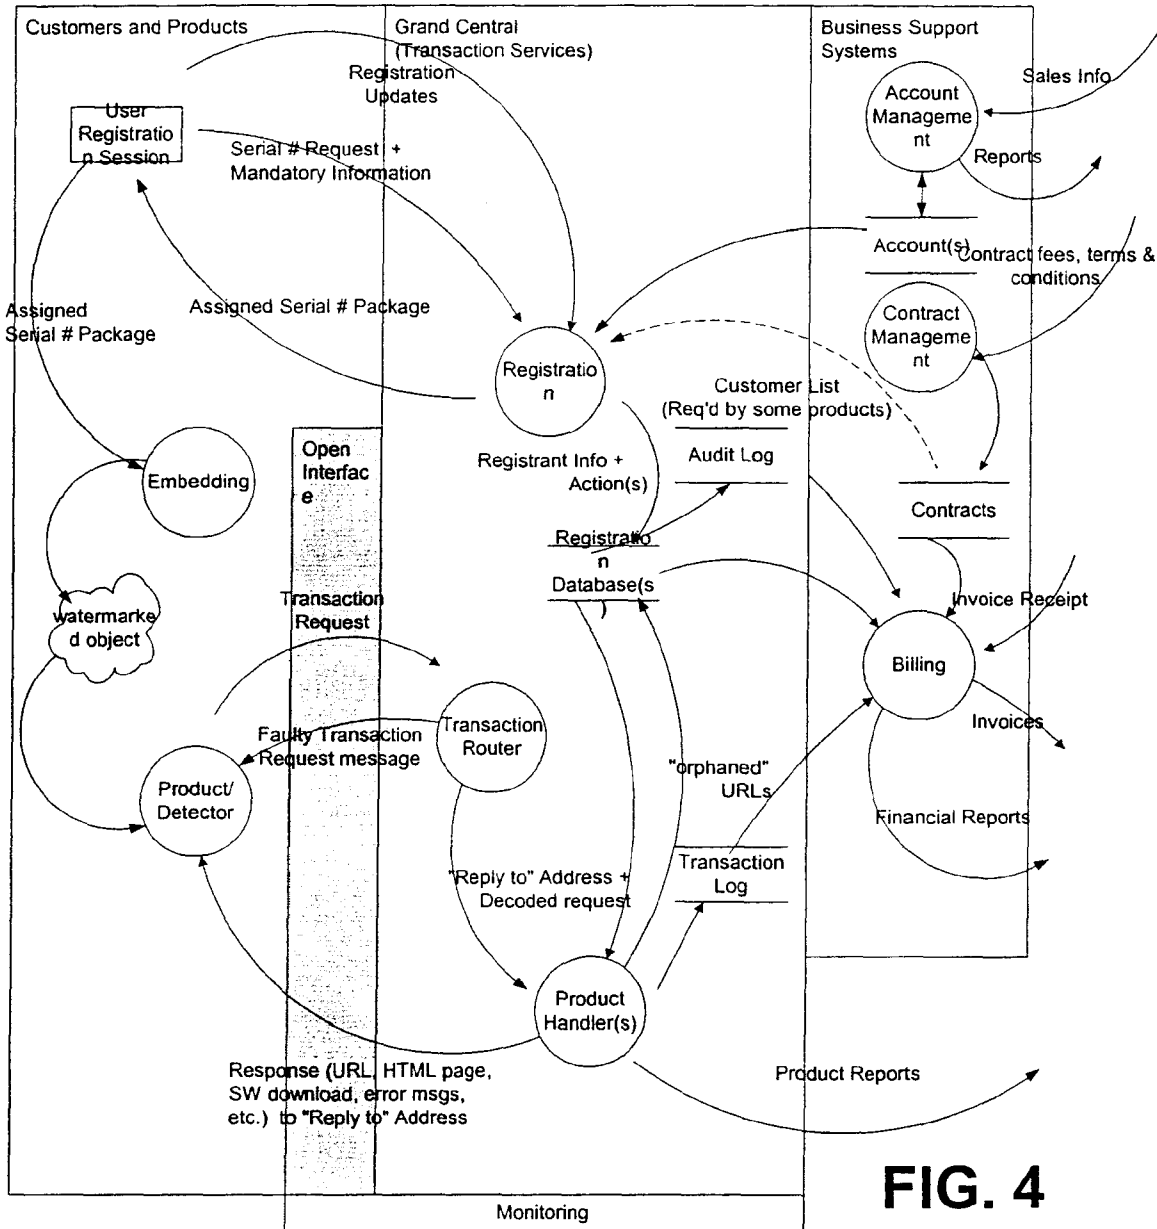 Customers and Products
Grand Central
(Transaction Services)
Business Support
Systems
Registration
Updates
Sales Info
Account
Manageme
nt
User
Registratio
n Session
Serial # Request +
Mandatory Information
Reports
Account(s)
Contract fees, terms &
conditions
Assigned
Serial # Package
Assigned Serial # Package
Contract
Manageme
nt
Registratio
n
Customer List
(Req'd by some products)
Open
Interfac
e
Registrant Info +
Action(s)
Audit Log
Embedding
Contracts
Registratio
n
Database(s
)
Transaction
Request
watermarke
d object
Invoice Receipt
Billing
Invoices
Faulty Transaction
Request message
Transaction
Router
"orphaned"
URLs
Product/
Detector
Financial Reports
"Reply to" Address +
Decoded request
Transaction
Log
Product
Handler(s)
Response (URL, HTML page,
SW download, error msgs,
etc.) to "Reply to" Address
Product Reports
FIG. 4
Monitoring